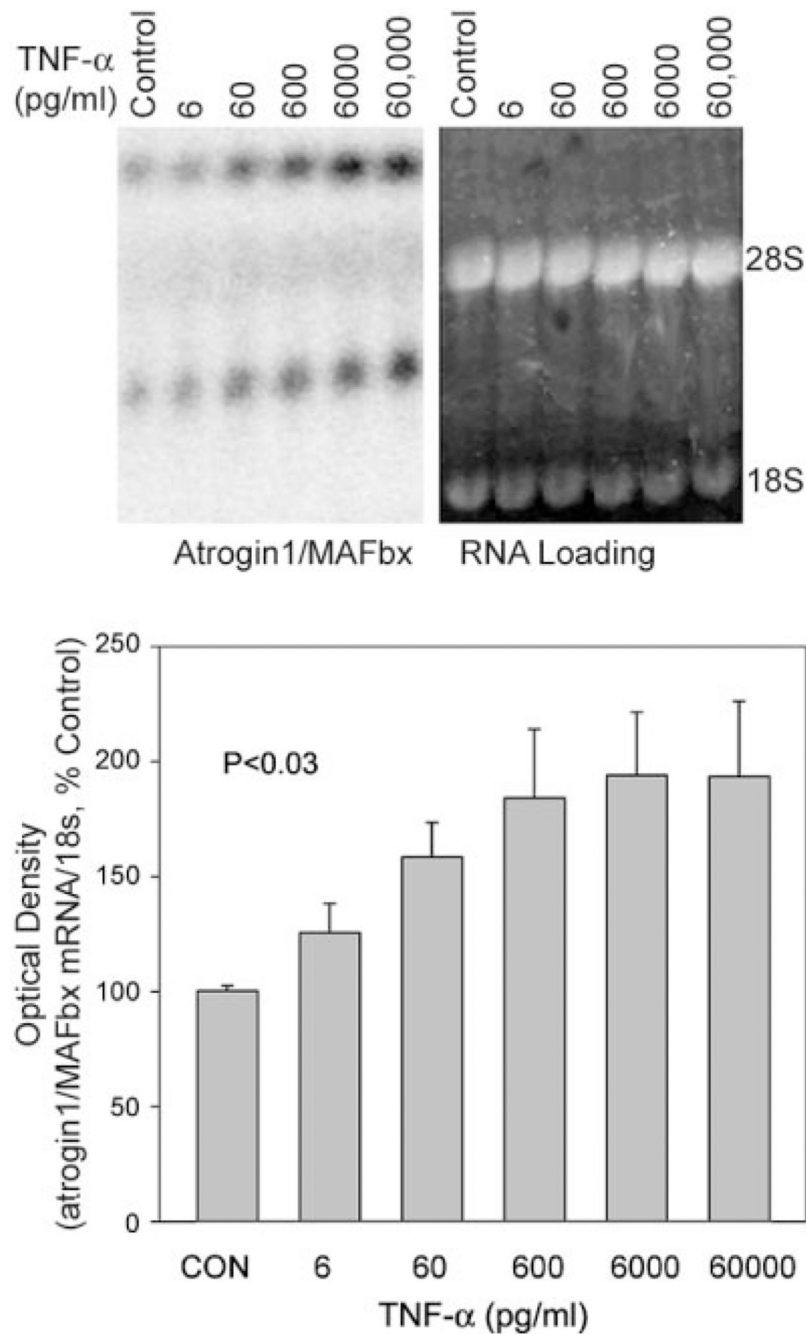 TNF-α
(pg/ml)
Control
6
60
600
6000
60,000
Control
6
60
600
6000
60,000
28S
18S
Atrogin1/MAFbx
RNA Loading
Optical Density
(atrogin1/MAFbx mRNA/18s, % Control)
250
200
150
100
50
0
P<0.03
CON
6
60
600
6000
60000
TNF-α (pg/ml)